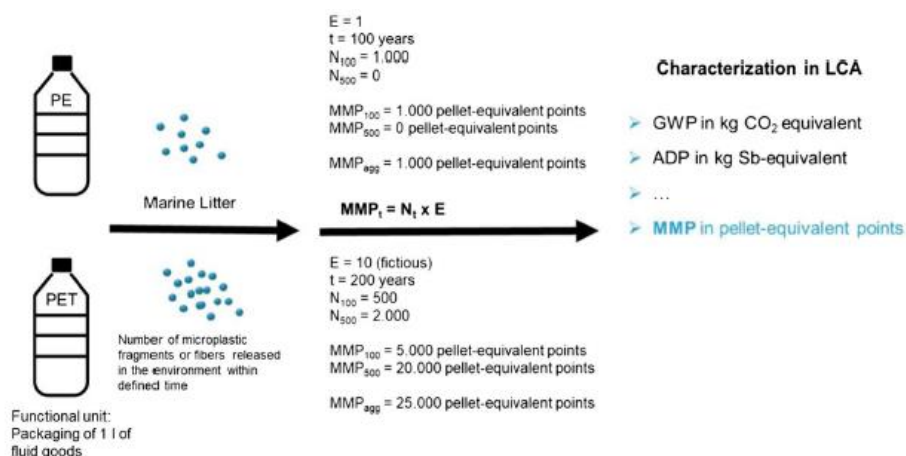 PE
Marine Litter
E = 1
t = 100 years
N₁₀₀ = 1.000
N₅₀₀ = 0
MMP₁₀₀ = 1.000 pellet-equivalent points
MMP₅₀₀ = 0 pellet-equivalent points
MMPagg = 1.000 pellet-equivalent points
MMPₜ = Nₜ x E
PET
Number of microplastic
fragments or fibers released
in the environment within
defined time
Functional unit:
Packaging of 1 l of
fluid goods
E = 10 (fictious)
t = 200 years
N₁₀₀ = 500
N₅₀₀ = 2.000
MMP₁₀₀ = 5.000 pellet-equivalent points
MMP₅₀₀ = 20.000 pellet-equivalent points
MMPagg = 25.000 pellet-equivalent points
Characterization in LCA
➢ GWP in kg CO₂ equivalent
➢ ADP in kg Sb-equivalent
➢ ...
➢ MMP in pellet-equivalent points